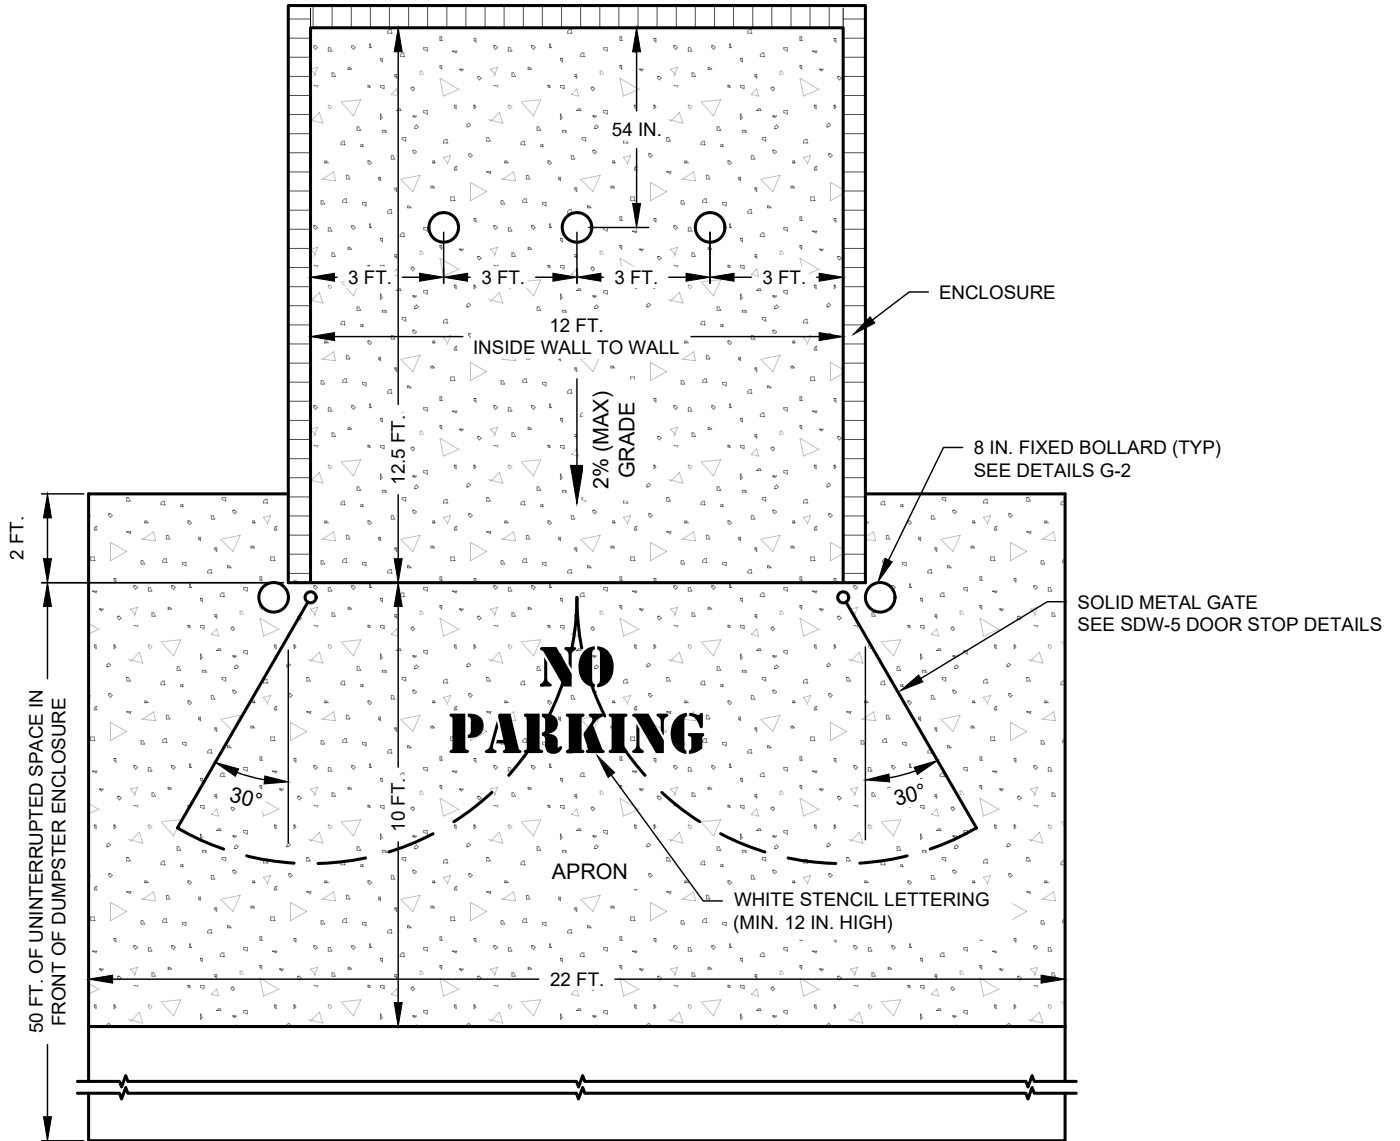 54 IN.
3 FT.
3 FT.
3 FT.
3 FT.
ENCLOSURE
12 FT.
INSIDE WALL TO WALL
12.5 FT.
2% (MAX)
GRADE
8 IN. FIXED BOLLARD (TYP)
SEE DETAILS G-2
2 FT.
SOLID METAL GATE
SEE SDW-5 DOOR STOP DETAILS
NO
PARKING
50 FT. OF UNINTERRUPTED SPACE IN
FRONT OF DUMPSTER ENCLOSURE
30°
10 FT.
30°
APRON
WHITE STENCIL LETTERING
(MIN. 12 IN. HIGH)
22 FT.